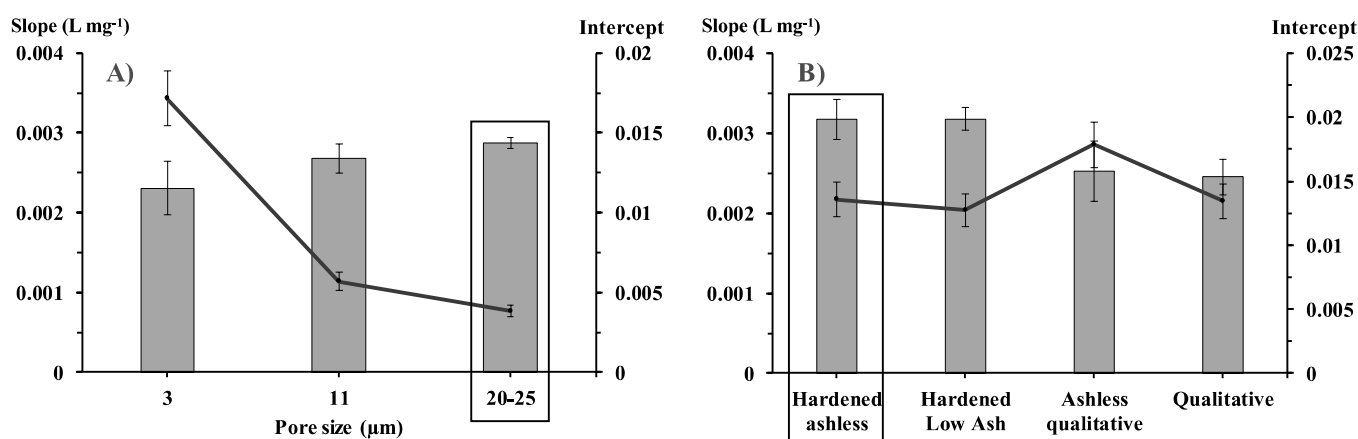 Slope (L mg⁻¹)
Intercept
0.004
0.003
0.002
0.001
0
A)
0.02
0.015
0.01
0.005
0
3
11
20-25
Pore size (µm)
Slope (L mg⁻¹)
Intercept
0.004
0.003
0.002
0.001
0
B)
0.025
0.02
0.015
0.01
0.005
0
Hardened
ashless
Hardened
Low Ash
Ashless
qualitative
Qualitative